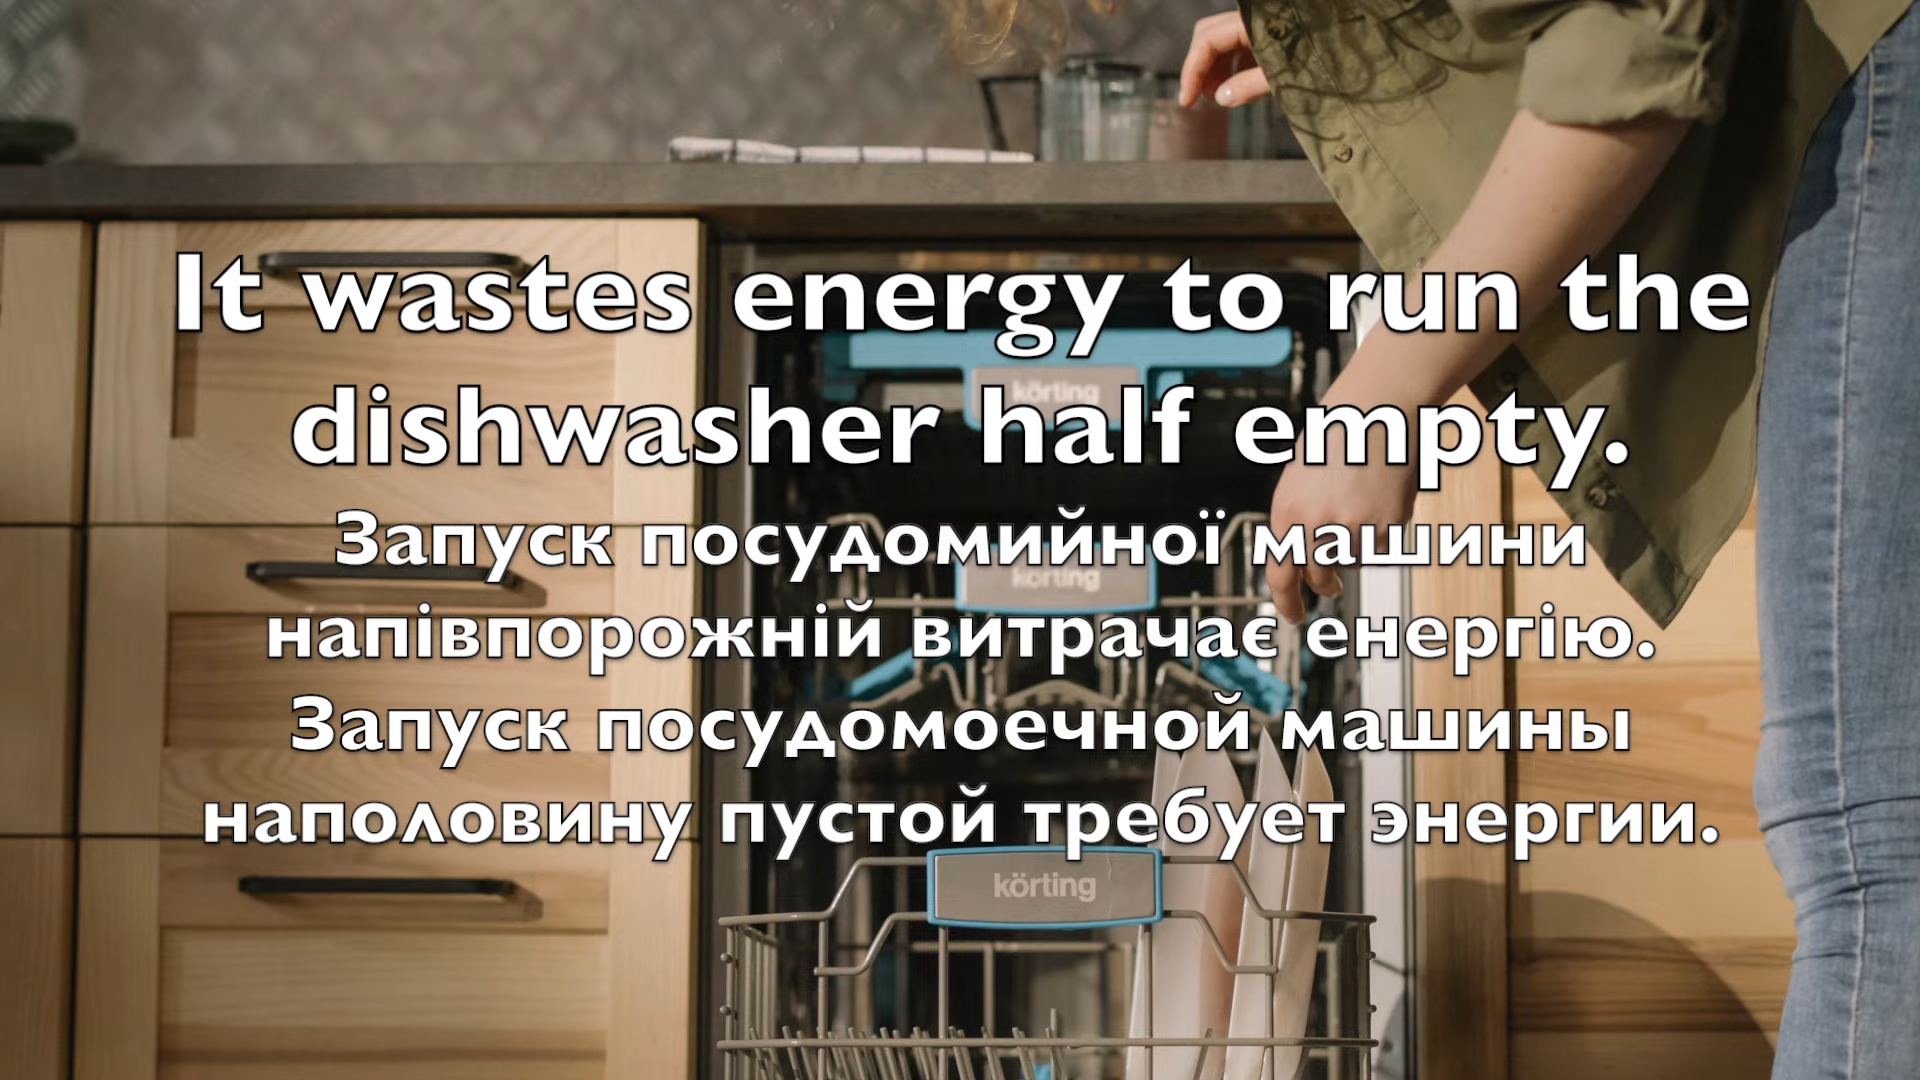 It wastes energy to run the
dishwasher half empty.
Запуск посудомийної машини
напівпорожній витрачає енергію.
Запуск посудомоечной машины
наполовину пустой требует энергии.
körting
körting
körting